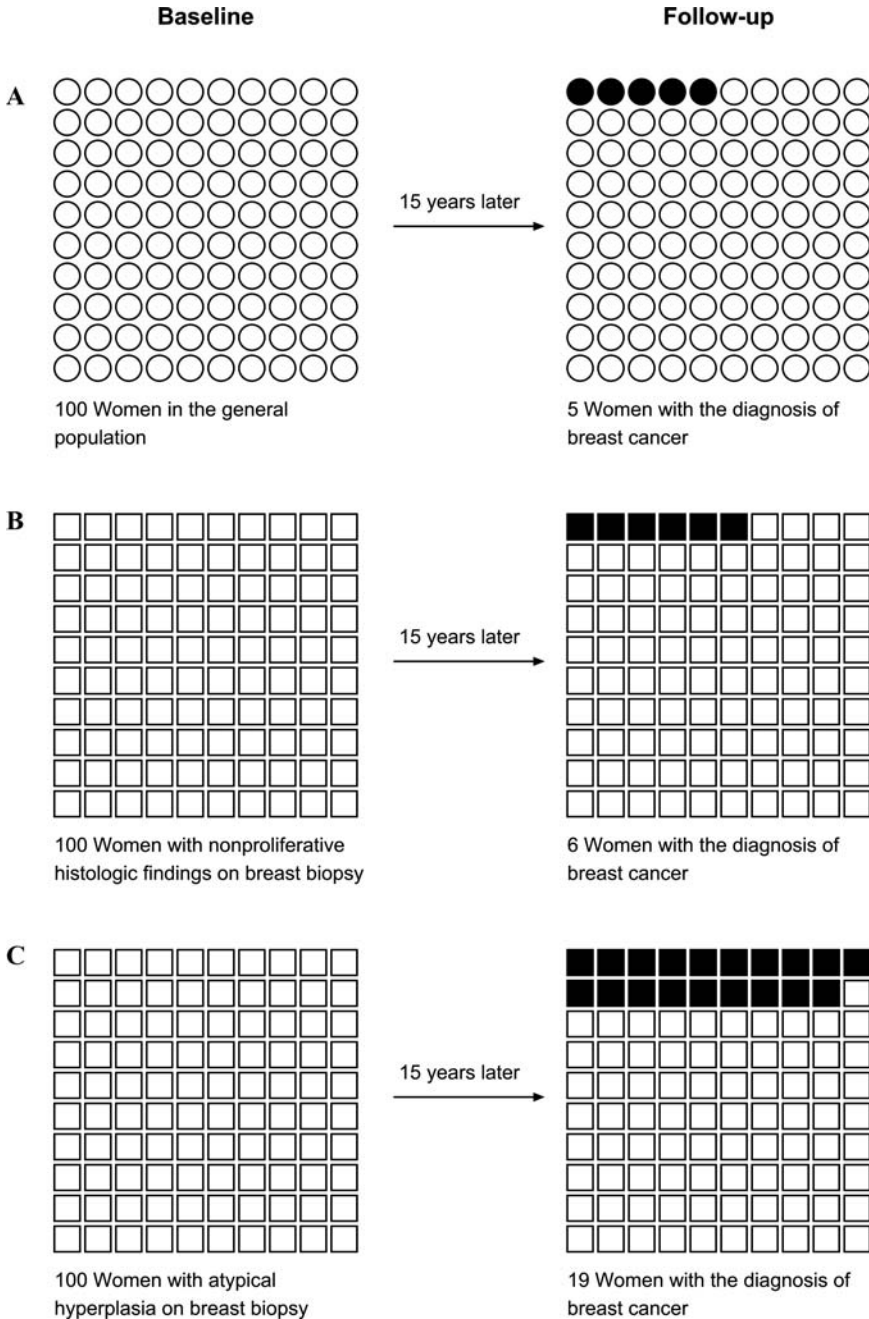 Baseline
Follow-up
A
15 years later
100 Women in the general
population
5 Women with the diagnosis of
breast cancer
B
15 years later
100 Women with nonproliferative
histologic findings on breast biopsy
6 Women with the diagnosis of
breast cancer
C
15 years later
100 Women with atypical
hyperplasia on breast biopsy
19 Women with the diagnosis of
breast cancer